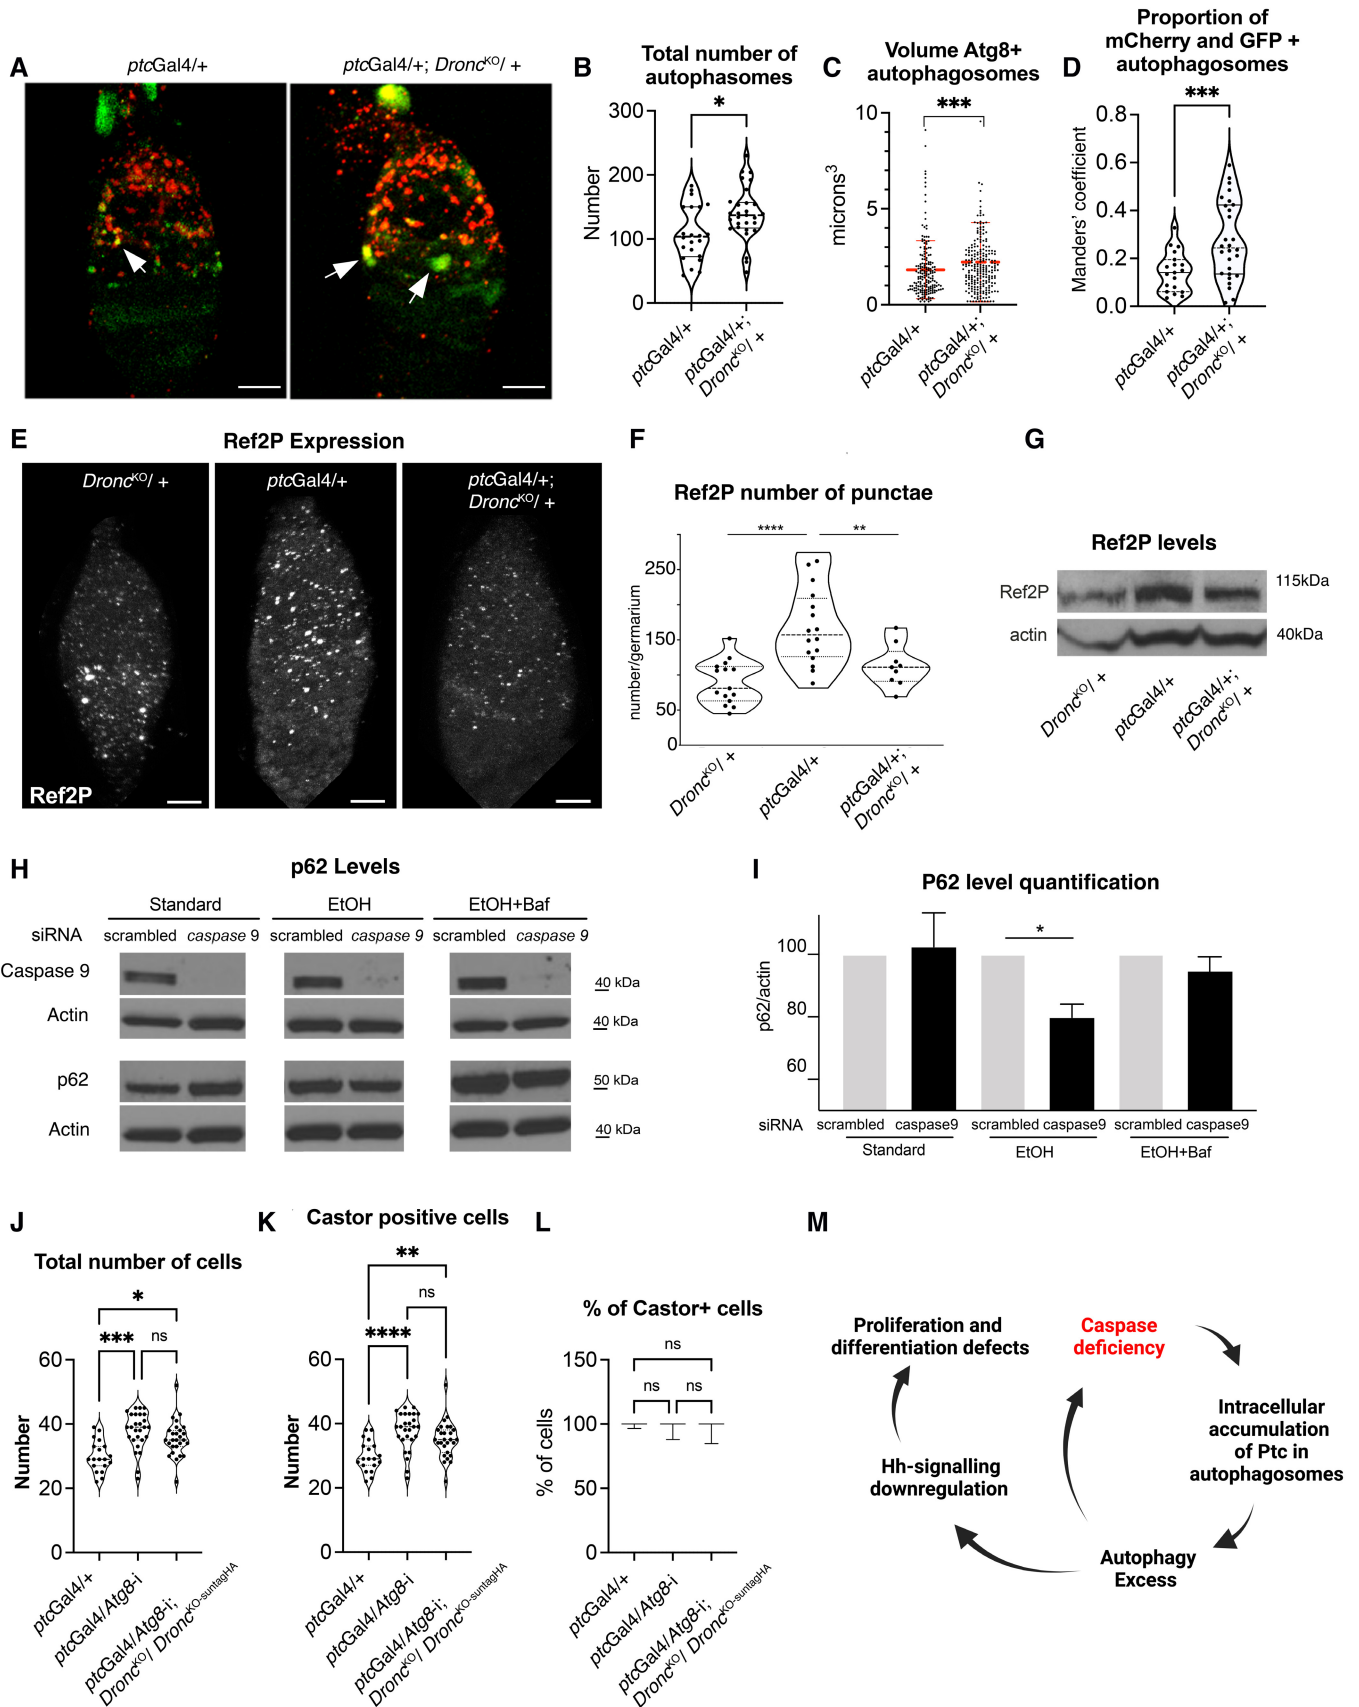 A
ptcGal4/+
ptcGal4/+; DroncKO/ +
B
Total number of
autophasomes
*
Number
300
200
100
0
ptcGal4/+
ptcGal4/+;
DroncKO/ +
C
Volume Atg8+
autophagosomes
***
microns3
10
5
0
ptcGal4/+
ptcGal4/+;
DroncKO/ +
D
Proportion of
mCherry and GFP +
autophagosomes
***
Manders’ coefficient
0.8
0.6
0.4
0.2
0.0
ptcGal4/+
ptcGal4/+;
DroncKO/ +
E
Ref2P Expression
DroncKO/ +
ptcGal4/+
ptcGal4/+;
DroncKO/ +
Ref2P
F
Ref2P number of punctae
****
**
number/germarium
250
150
50
0
DroncKO/ +
ptcGal4/+
ptcGal4/+;
DroncKO/ +
G
Ref2P levels
Ref2P
115kDa
actin
40kDa
DroncKO/ +
ptcGal4/+
ptcGal4/+;
DroncKO/ +
H
p62 Levels
Standard
EtOH
EtOH+Baf
siRNA
scrambled
caspase 9
scrambled
caspase 9
scrambled
caspase 9
Caspase 9
40 kDa
Actin
40 kDa
p62
50 kDa
Actin
40 kDa
I
P62 level quantification
*
p62/actin
100
80
60
siRNA
scrambled
caspase9
scrambled
caspase9
scrambled
caspase9
Standard
EtOH
EtOH+Baf
J
Total number of cells
*
***
ns
Number
60
40
20
0
ptcGal4/+
ptcGal4/Atg8-i
ptcGal4/Atg8-i;
DroncKO/ DroncKO-suntagHA
K
Castor positive cells
**
ns
****
Number
60
40
20
0
ptcGal4/+
ptcGal4/Atg8-i
ptcGal4/Atg8-i;
DroncKO/ DroncKO-suntagHA
L
% of Castor+ cells
ns
ns
ns
% of cells
150
100
50
0
ptcGal4/+
ptcGal4/Atg8-i
ptcGal4/Atg8-i;
DroncKO/ DroncKO-suntagHA
M
Proliferation and
differentiation defects
Caspase
deficiency
Intracellular
accumulation
of Ptc in
autophagosomes
Hh-signalling
downregulation
Autophagy
Excess